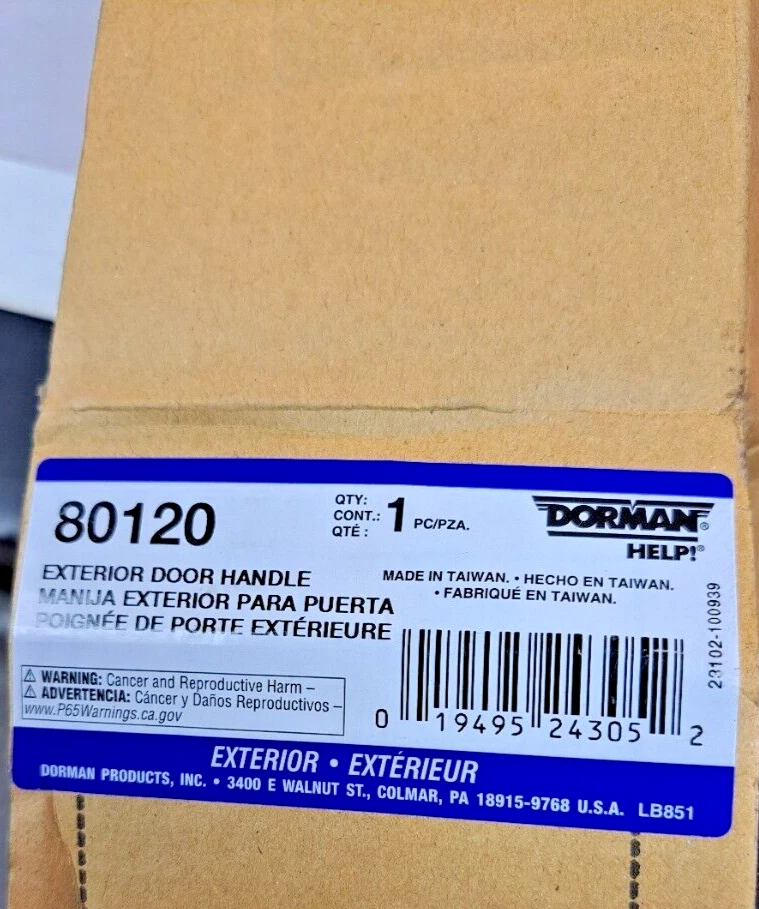 80120
QTY:
CONT.: 1 PC/PZA.
QTÉ :
DORMAN®
HELP!®
EXTERIOR DOOR HANDLE
MANIJA EXTERIOR PARA PUERTA
POIGNÉE DE PORTE EXTÉRIEURE
MADE IN TAIWAN. • HECHO EN TAIWAN.
• FABRIQUÉ EN TAIWAN.
23102-100939
⚠ WARNING: Cancer and Reproductive Harm –
⚠ ADVERTENCIA: Cáncer y Daños Reproductivos –
www.P65Warnings.ca.gov
0 19495 24305 2
EXTERIOR • EXTÉRIEUR
DORMAN PRODUCTS, INC. • 3400 E WALNUT ST., COLMAR, PA 18915-9768 U.S.A. LB851